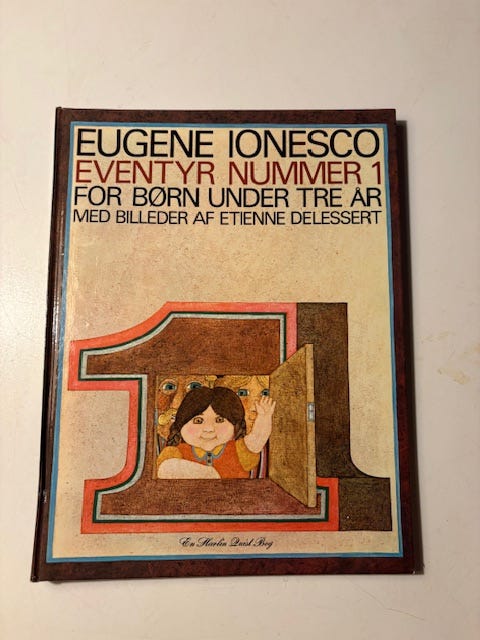 EUGENE IONESCO
EVENTYR NUMMER 1
FOR BØRN UNDER TRE ÅR
MED BILLEDER AF ETIENNE DELESSERT
1
En Harlin Quist Bog